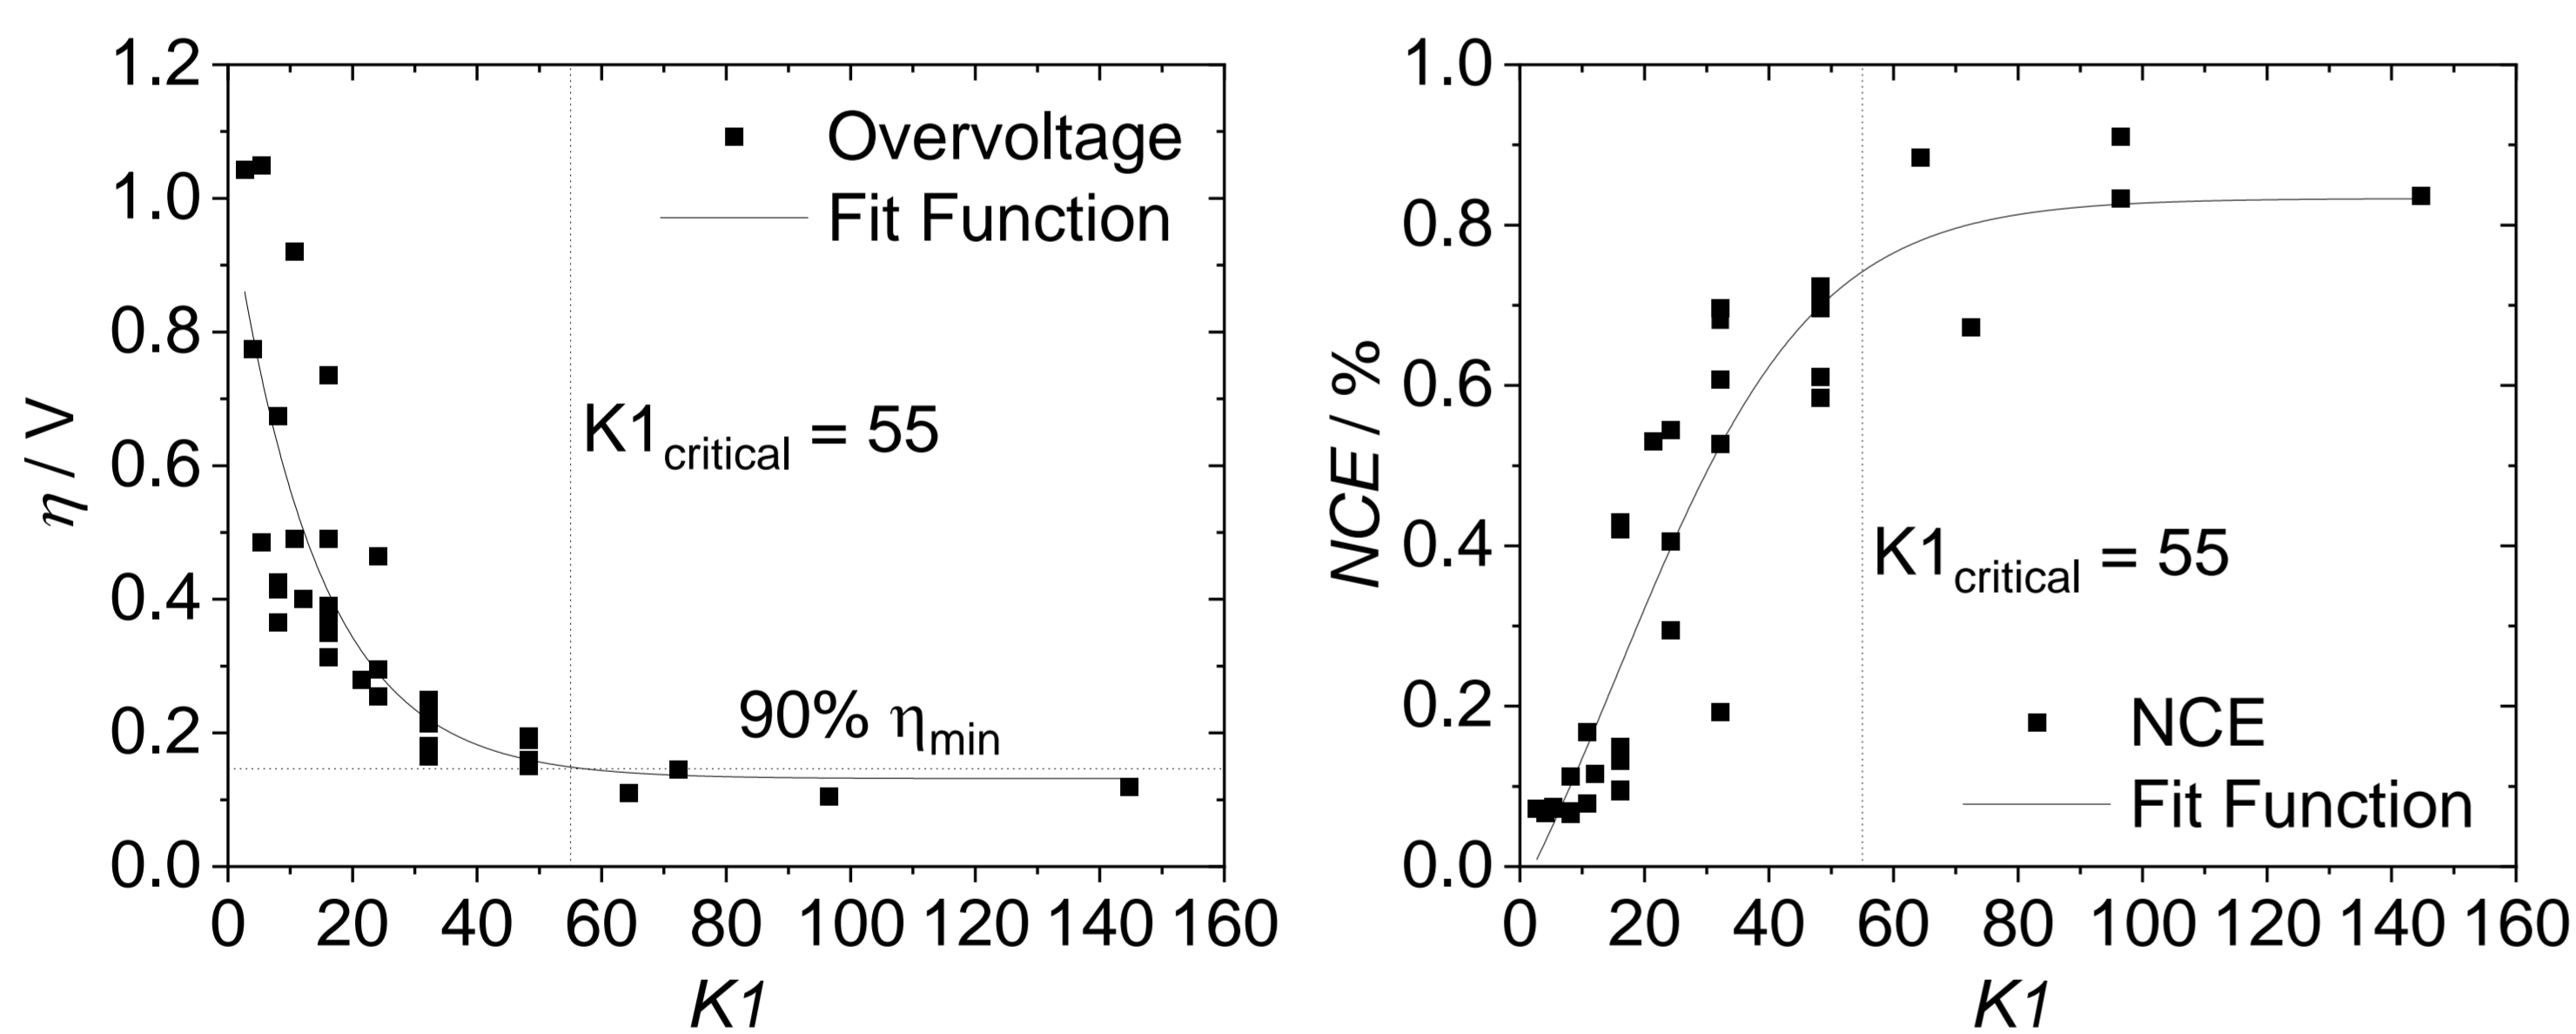 1.2
1.0
0.8
0.6
0.4
0.2
0.0
η / V
Overvoltage
Fit Function
K1critical = 55
90% ηmin
0 20 40 60 80 100 120 140 160
K1
1.0
0.8
0.6
0.4
0.2
0.0
NCE / %
K1critical = 55
NCE
Fit Function
0 20 40 60 80 100 120 140 160
K1